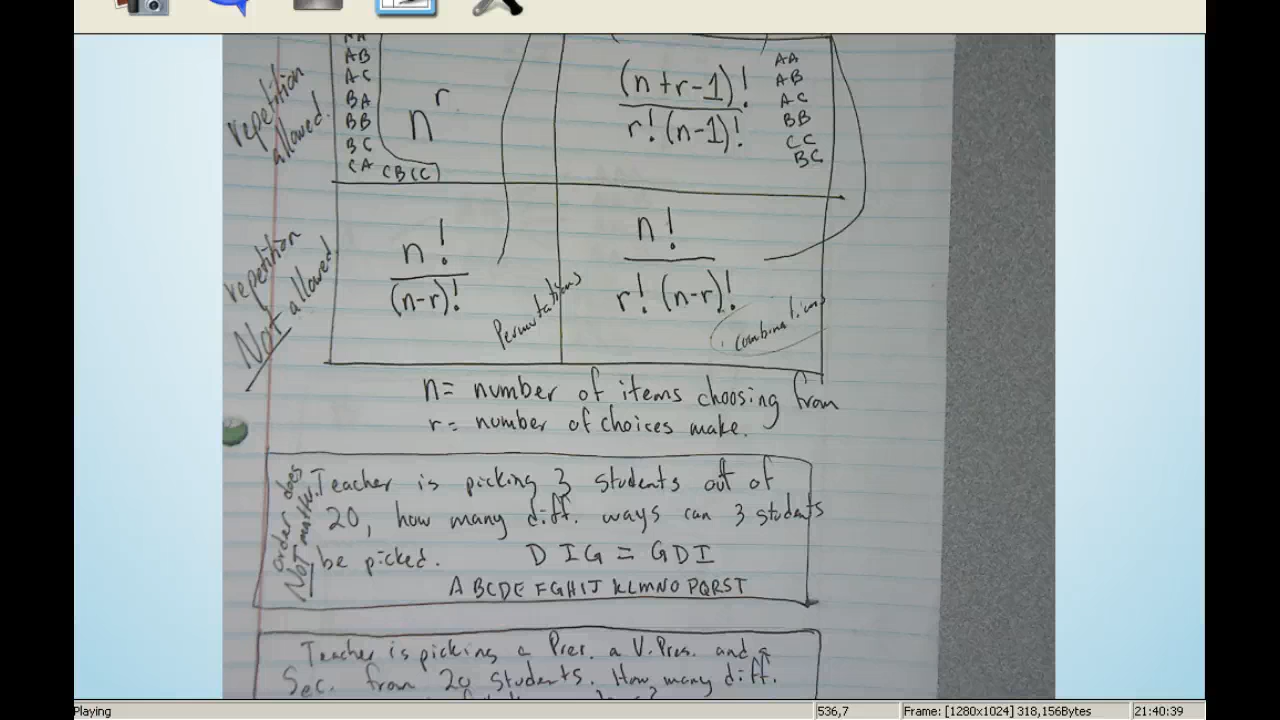 AA
AB
AC
BA
BB
BC
CA CB CC
n^r
(n+r-1)!
r!(n-1)!
AA
AB
AC
BB
CC
BC
repetition
allowed.
n!
(n-r)!
Permutations
n!
r!(n-r)!
combinations
repetition
NOT allowed
n= number of items choosing from
r= number of choices make.
order does
NOT matter.
Teacher is picking 3 students out of
20, how many diff. ways can 3 students
be picked. DIG = GDI
ABCDEFGHIJKLMNOPQRST
Teacher is picking a Pres. a V.Pres. and a
Sec. from 20 students. How many diff.
Playing
536,7
Frame: [1280x1024] 318,156Bytes
21:40:39